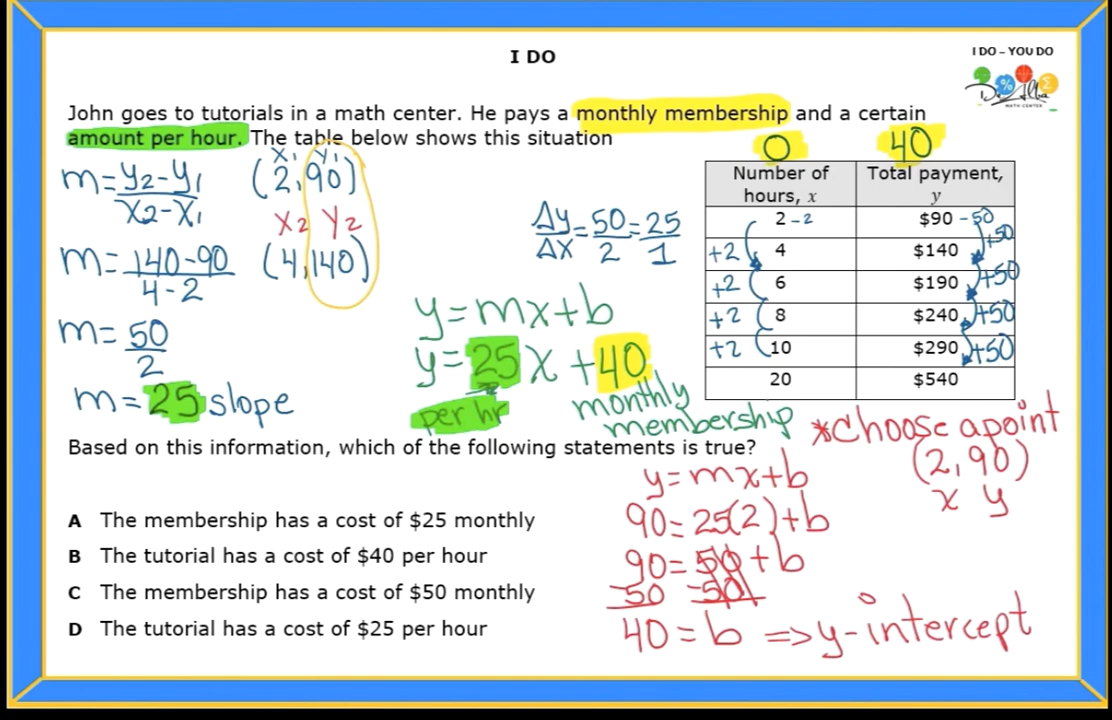 I DO
I DO – YOU DO
MATH CENTER
John goes to tutorials in a math center. He pays a monthly membership and a certain
amount per hour. The table below shows this situation
0 40
Number of hours, x Total payment, y
2 -2 $90 -50
+2 4 $140 +50
+2 6 $190 +50
+2 8 $240 +50
+2 10 $290 +50
20 $540
m = y2-y1 / x2-x1
x1 y1
(2,90)
x2 y2
(4,140)
m = 140-90 / 4-2
m = 50/2
m = 25 slope
Δy/Δx = 50/2 = 25/1
y=mx+b
y=25x+40
per hr
monthly
membership
Based on this information, which of the following statements is true?
A The membership has a cost of $25 monthly
B The tutorial has a cost of $40 per hour
C The membership has a cost of $50 monthly
D The tutorial has a cost of $25 per hour
*choose a point
(2,90)
x y
y=mx+b
90=25(2)+b
90=50+b
-50 -50
40=b => y-intercept